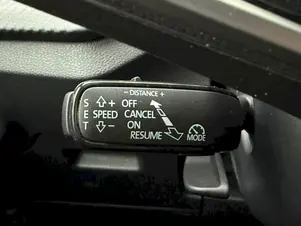 - DISTANCE +
S ⇧+ OFF
E SPEED CANCEL
T ⇩- ON
RESUME MODE